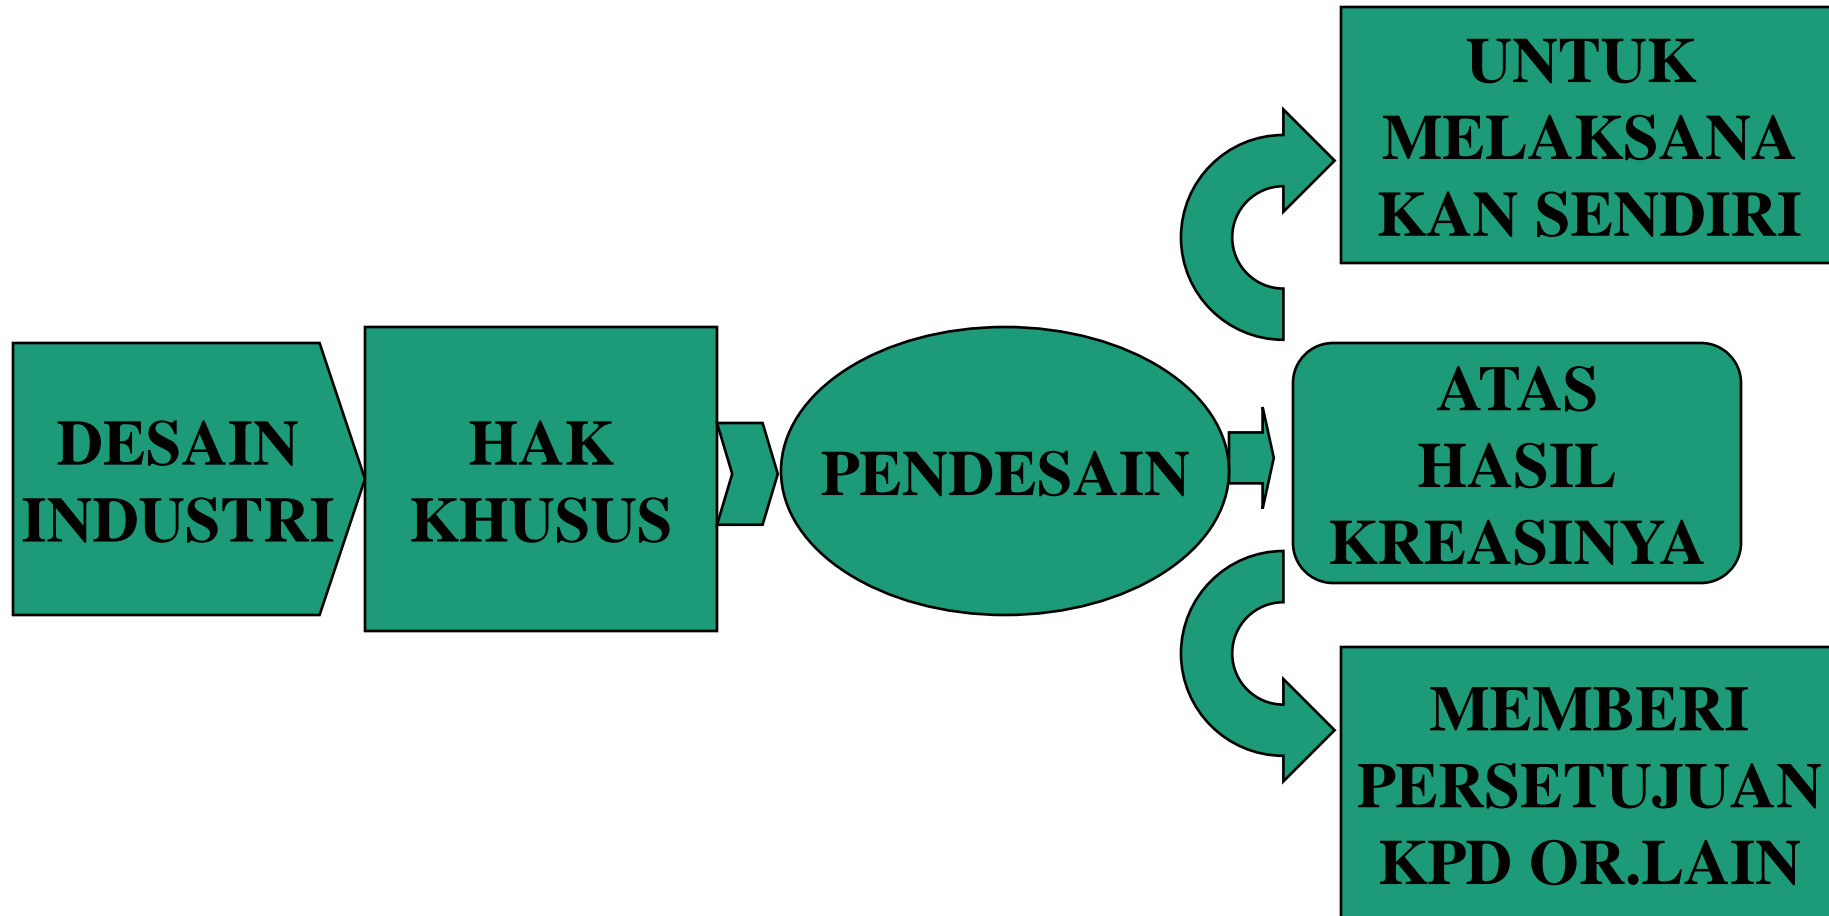 DESAIN
INDUSTRI
HAK
KHUSUS
PENDESAIN
UNTUK
MELAKSANA
KAN SENDIRI
ATAS
HASIL
KREASINYA
MEMBERI
PERSETUJUAN
KPD OR.LAIN